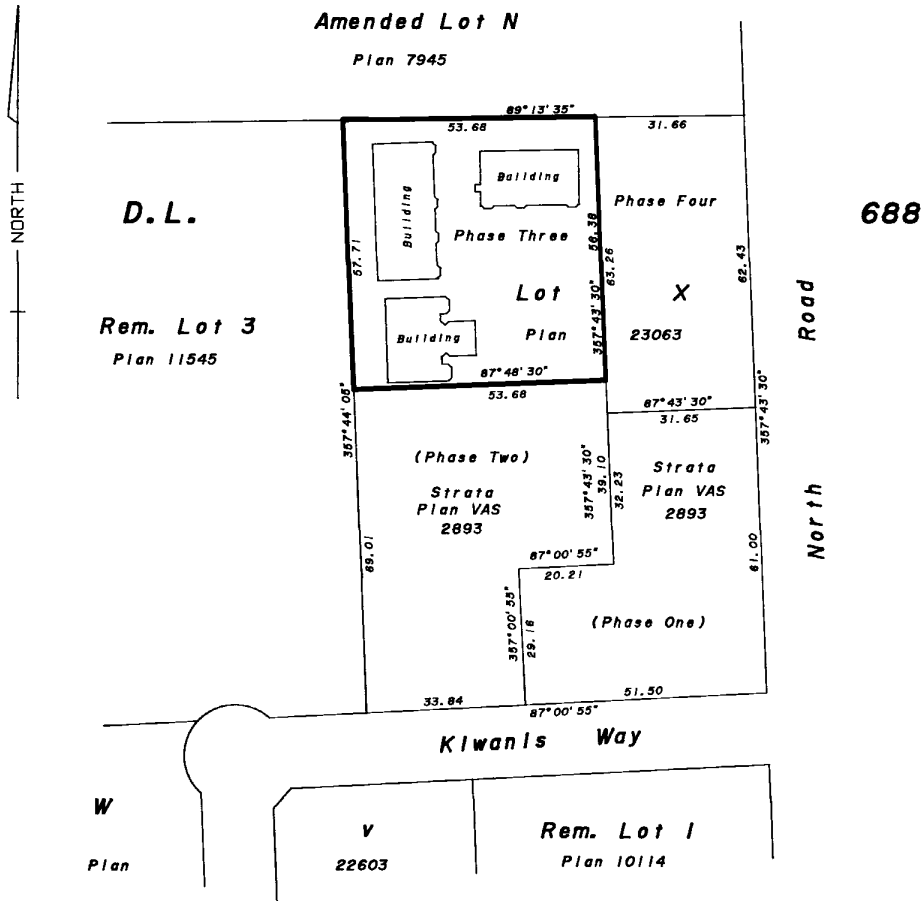 Amended Lot N
Plan 7945
NORTH
89° 13' 35"
53.68
31.66
D.L.
688
Building
Building
Phase Four
Phase Three
57.71
56.38
63.26
62.43
357° 43' 30"
Lot
X
Road
Rem. Lot 3
Plan 11545
Building
Plan
23063
87° 48' 30"
53.68
357° 44' 05"
87° 43' 30"
31.65
357° 43' 30"
(Phase Two)
Strata
Plan VAS
2893
357° 43' 30"
39.10
32.23
Strata
Plan VAS
2893
North
69.01
61.00
87° 00' 55"
20.21
357° 00' 55"
29.16
(Phase One)
33.84
51.50
87° 00' 55"
Kiwanis Way
W
Plan
V
22603
Rem. Lot 1
Plan 10114